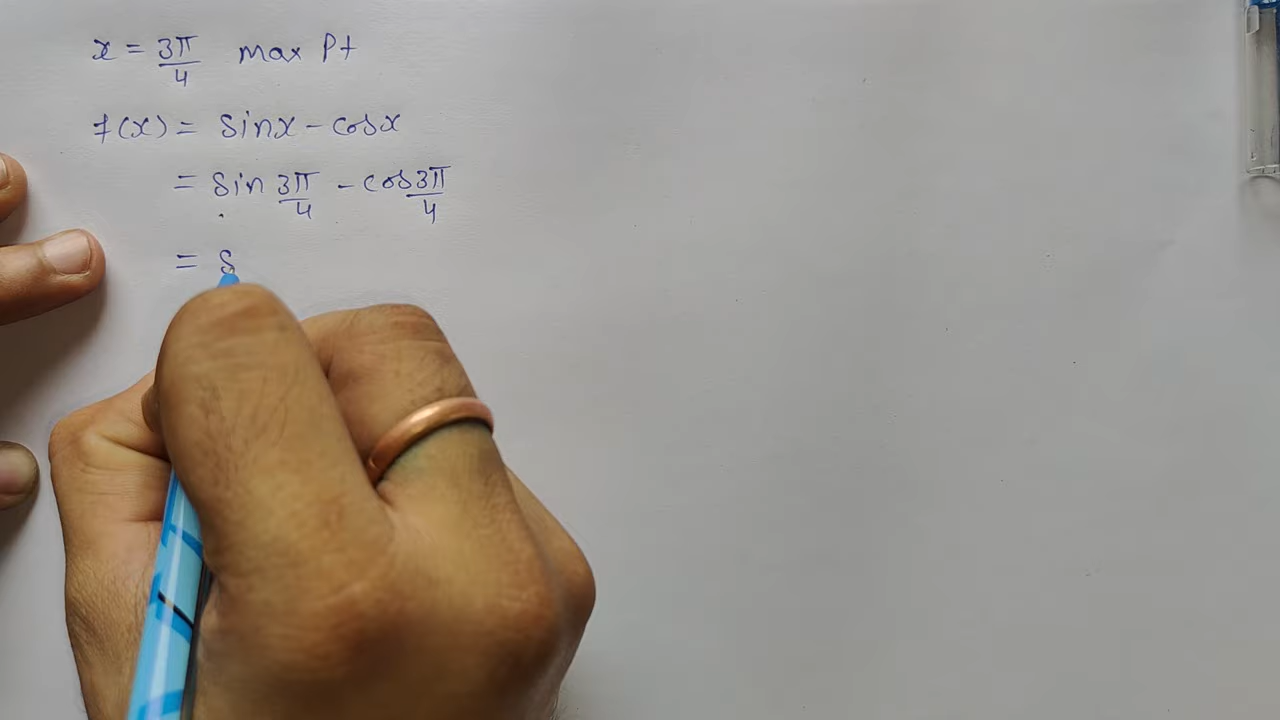 x = 3π/4 max Pt
f(x) = sinx - cosx
= sin 3π/4 - cos 3π/4
= s